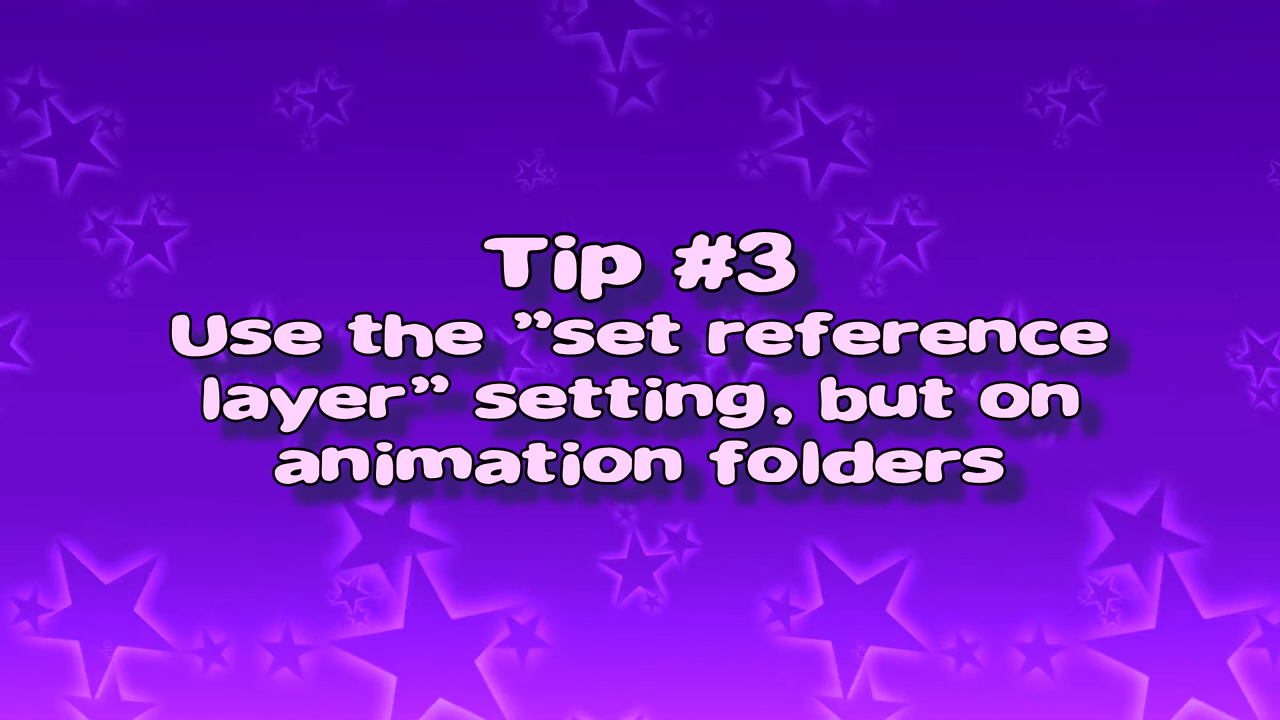 Tip #3
Use the ”set reference
layer” setting, but on
animation folders